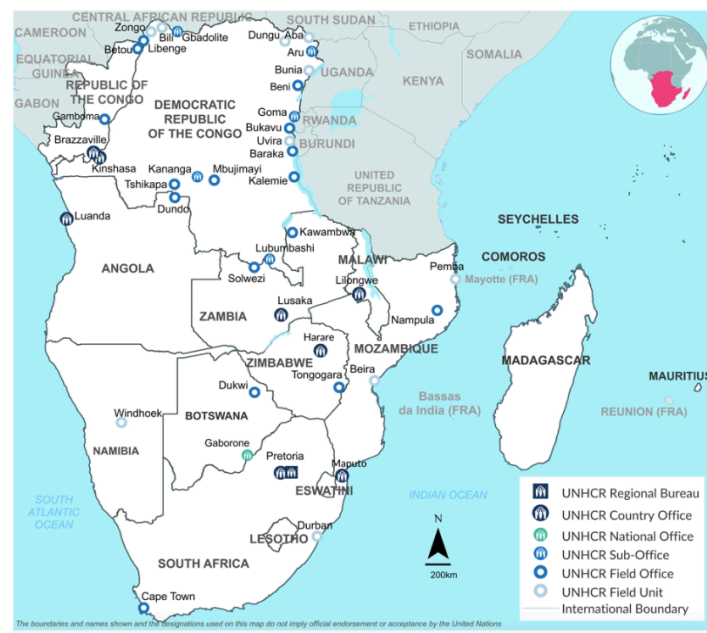 CENTRAL AFRICAN REPUBLIC
SOUTH SUDAN
ETHIOPIA
CAMEROON
Zongo
Bili
Gbadolite
Dungu
Aba
Betou
Libenge
Aru
SOMALIA
EQUATORIAL
GUINEA
Bunia
UGANDA
KENYA
REPUBLIC OF
THE CONGO
Beni
GABON
DEMOCRATIC
REPUBLIC
OF THE CONGO
Gamboma
Goma
RWANDA
Bukavu
Brazzaville
Uvira
BURUNDI
Baraka
Kinshasa
Kananga
Mbujimayi
Kalemie
UNITED
REPUBLIC
OF TANZANIA
Tshikapa
Dundo
Luanda
SEYCHELLES
Kawambwa
Lubumbashi
MALAWI
COMOROS
ANGOLA
Solwezi
Lilongwe
Pemba
Mayotte (FRA)
Lusaka
ZAMBIA
Nampula
Harare
MOZAMBIQUE
ZIMBABWE
MADAGASCAR
Beira
Tongogara
MAURITIUS
Dukwi
Bassas
da India (FRA)
REUNION (FRA)
Windhoek
BOTSWANA
NAMIBIA
Gaborone
Pretoria
Maputo
ESWATINI
SOUTH
ATLANTIC
OCEAN
INDIAN OCEAN
Durban
LESOTHO
SOUTH AFRICA
Cape Town
N
200km
UNHCR Regional Bureau
UNHCR Country Office
UNHCR National Office
UNHCR Sub-Office
UNHCR Field Office
UNHCR Field Unit
International Boundary
The boundaries and names shown and the designations used on this map do not imply official endorsement or acceptance by the United Nations